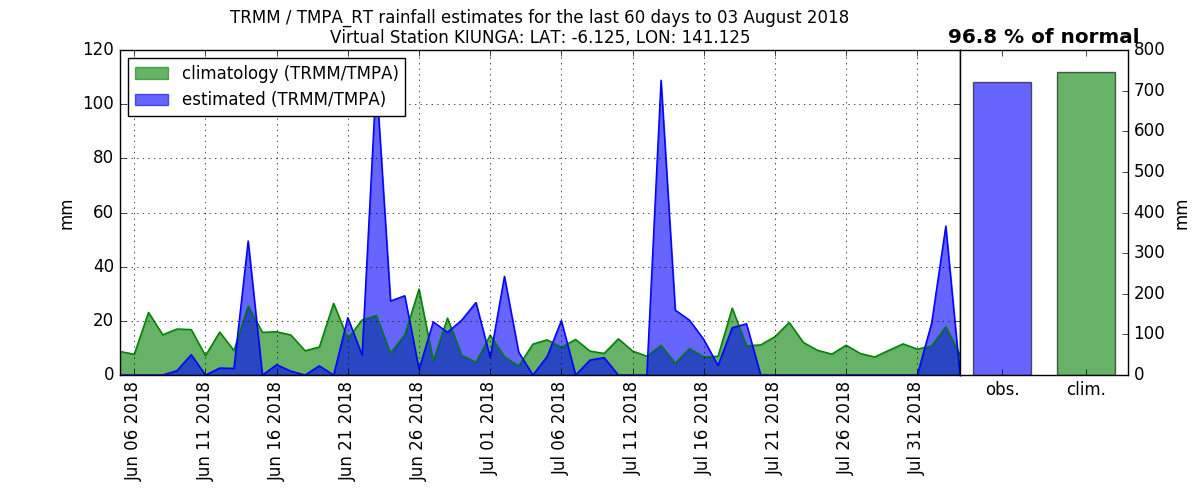 TRMM / TMPA_RT rainfall estimates for the last 60 days to 03 August 2018
Virtual Station KIUNGA: LAT: -6.125, LON: 141.125
96.8 % of normal
climatology (TRMM/TMPA)
estimated (TRMM/TMPA)
mm
120
100
80
60
40
20
0
Jun 06 2018
Jun 11 2018
Jun 16 2018
Jun 21 2018
Jun 26 2018
Jul 01 2018
Jul 06 2018
Jul 11 2018
Jul 16 2018
Jul 21 2018
Jul 26 2018
Jul 31 2018
obs.
clim.
800
700
600
500
400
300
200
100
0
mm